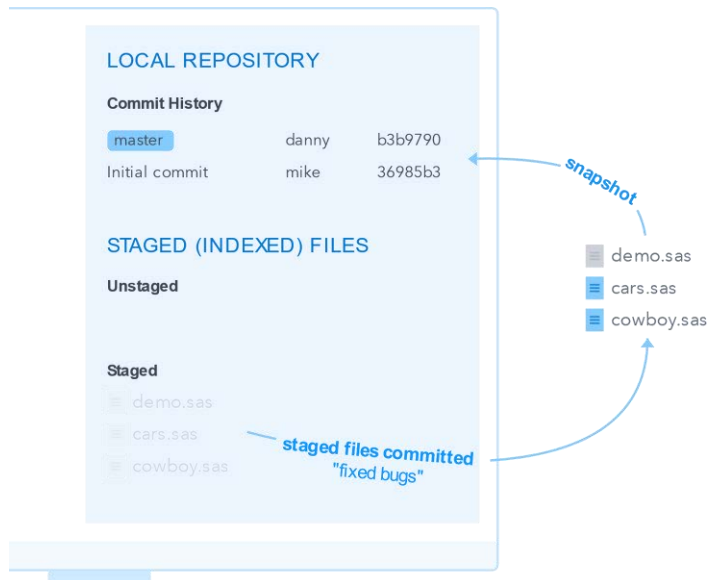 LOCAL REPOSITORY
Commit History
master danny b3b9790
Initial commit mike 36985b3
snapshot
STAGED (INDEXED) FILES
demo.sas
cars.sas
cowboy.sas
Unstaged
Staged
demo.sas
cars.sas
cowboy.sas
staged files committed
"fixed bugs"